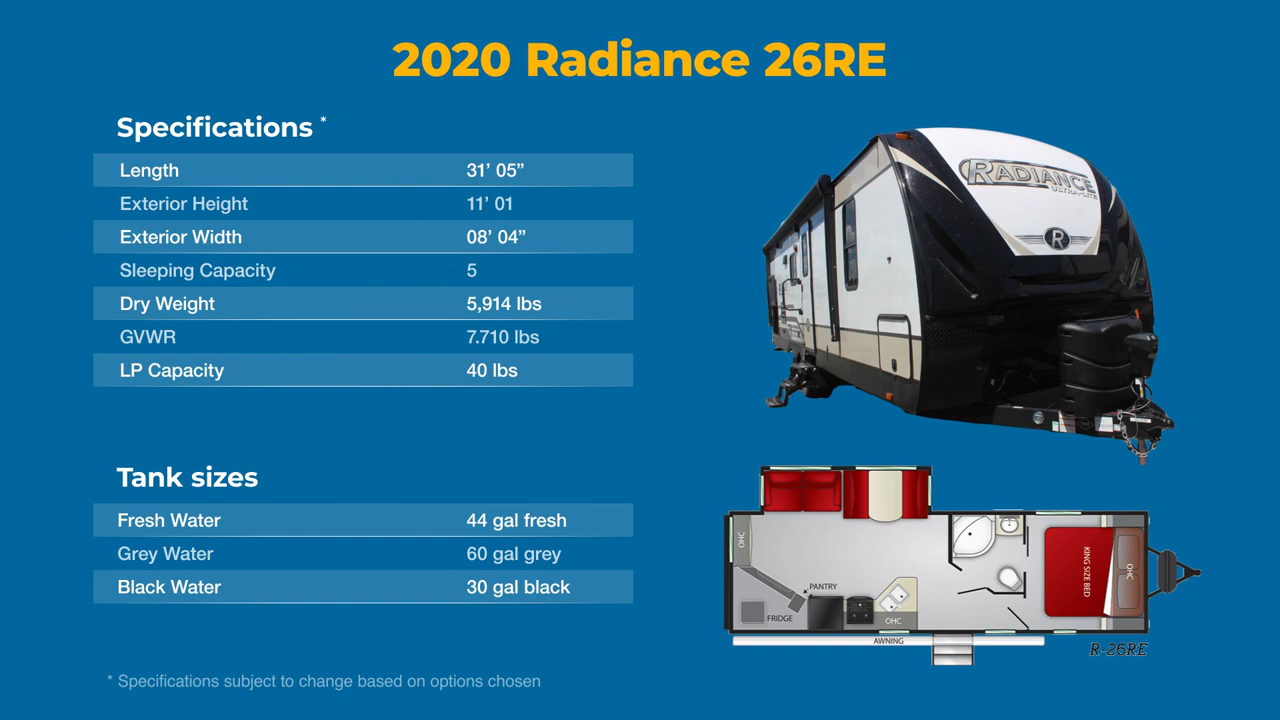 2020 Radiance 26RE
Specifications *
Length 31’ 05”
Exterior Height 11’ 01
Exterior Width 08’ 04”
Sleeping Capacity 5
Dry Weight 5,914 lbs
GVWR 7.710 lbs
LP Capacity 40 lbs
Tank sizes
Fresh Water 44 gal fresh
Grey Water 60 gal grey
Black Water 30 gal black
* Specifications subject to change based on options chosen
RADIANCE
ULTRA-LITE
R
OHC
PANTRY
FRIDGE
OHC
KING SIZE BED
OHC
AWNING
R-26RE